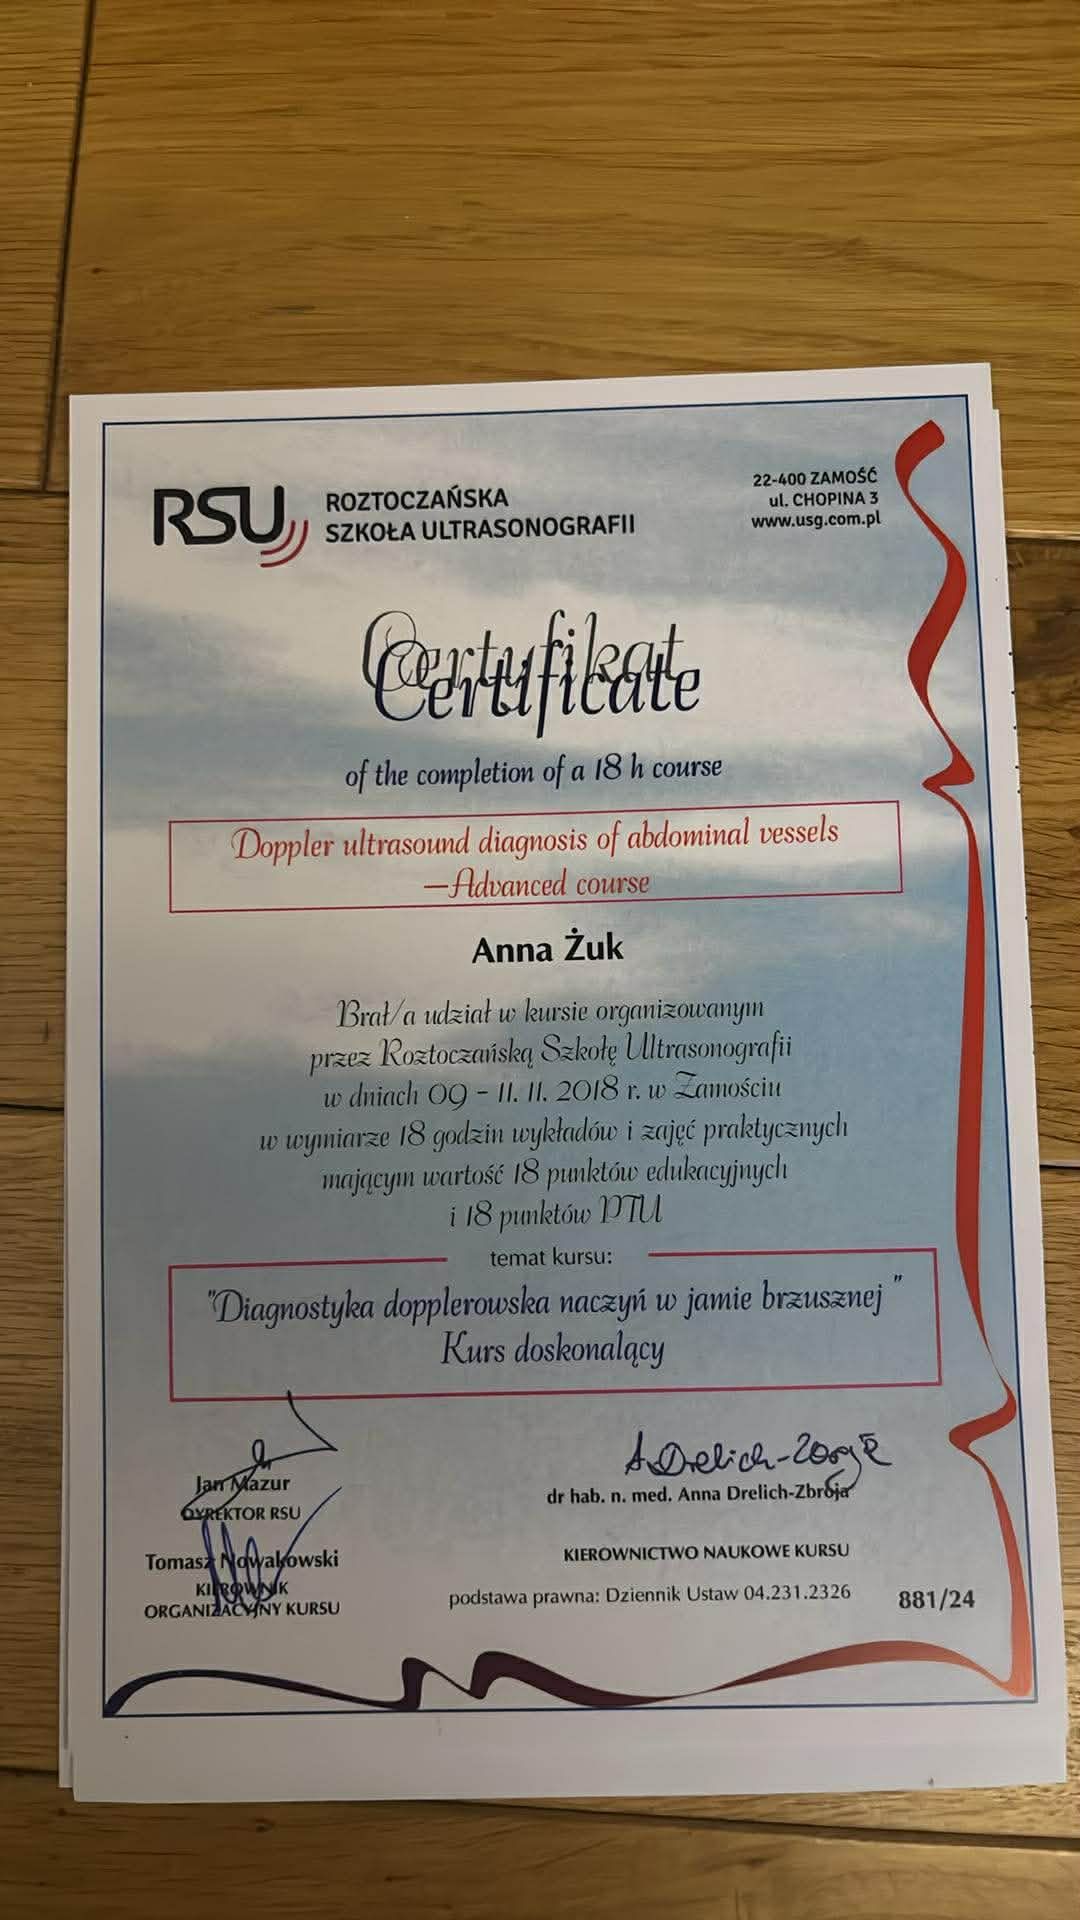 RSU
ROZTOCZAŃSKA
SZKOŁA ULTRASONOGRAFII
22-400 ZAMOŚĆ
ul. CHOPINA 3
www.usg.com.pl
Certyfikat
Certificate
of the completion of a 18 h course
Doppler ultrasound diagnosis of abdominal vessels
—Advanced course
Anna Żuk
Brał/a udział w kursie organizowanym
przez Roztoczańską Szkołę Ultrasonografii
w dniach 09 - 11. 11. 2018 r. w Zamościu
w wymiarze 18 godzin wykładów i zajęć praktycznych
mającym wartość 18 punktów edukacyjnych
i 18 punktów PTU
temat kursu:
"Diagnostyka dopplerowska naczyń w jamie brzusznej "
Kurs doskonalący
Jan Mazur
DYREKTOR RSU
Tomasz Nowakowski
KIEROWNIK
ORGANIZACYJNY KURSU
A. Drelich-Zbroja
dr hab. n. med. Anna Drelich-Zbroja
KIEROWNICTWO NAUKOWE KURSU
podstawa prawna: Dziennik Ustaw 04.231.2326
881/24